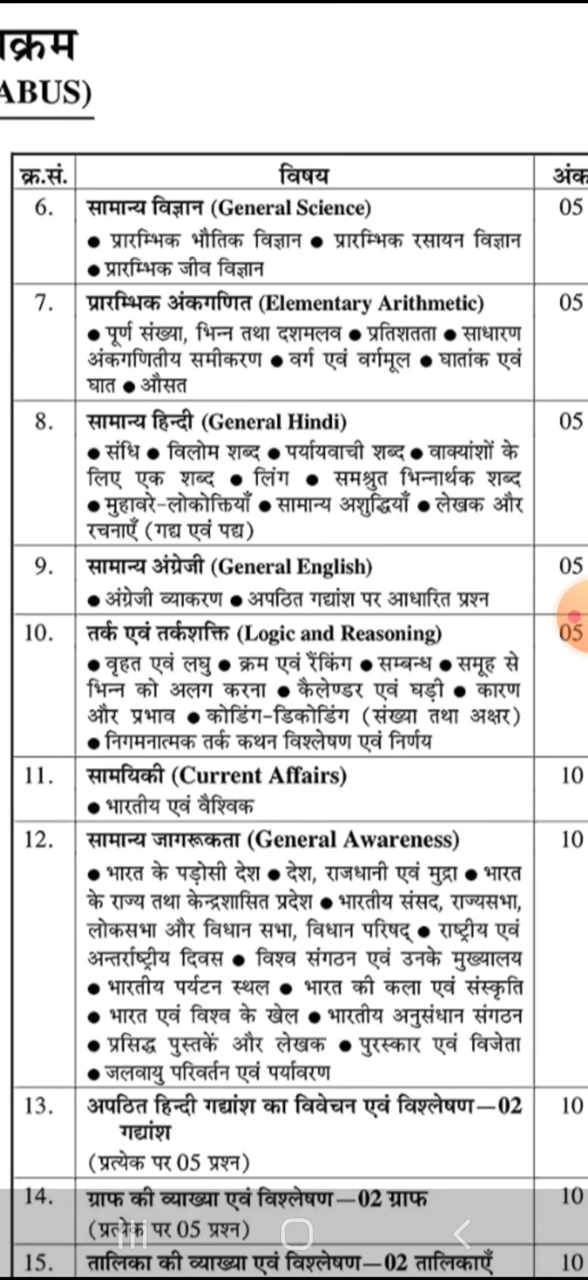 क्रम
ABUS)
क्र.सं. विषय अंक
6. सामान्य विज्ञान (General Science) 05
● प्रारम्भिक भौतिक विज्ञान ● प्रारम्भिक रसायन विज्ञान
● प्रारम्भिक जीव विज्ञान
7. प्रारम्भिक अंकगणित (Elementary Arithmetic) 05
● पूर्ण संख्या, भिन्न तथा दशमलव ● प्रतिशतता ● साधारण
अंकगणितीय समीकरण ● वर्ग एवं वर्गमूल ● घातांक एवं
घात ● औसत
8. सामान्य हिन्दी (General Hindi) 05
● संधि ● विलोम शब्द ● पर्यायवाची शब्द ● वाक्यांशों के
लिए एक शब्द ● लिंग ● समश्रुत भिन्नार्थक शब्द
● मुहावरे-लोकोक्तियाँ ● सामान्य अशुद्धियाँ ● लेखक और
रचनाएँ (गद्य एवं पद्य)
9. सामान्य अंग्रेजी (General English) 05
● अंग्रेजी व्याकरण ● अपठित गद्यांश पर आधारित प्रश्न
10. तर्क एवं तर्कशक्ति (Logic and Reasoning) 05
● वृहत एवं लघु ● क्रम एवं रैंकिंग ● सम्बन्ध ● समूह से
भिन्न को अलग करना ● कैलेण्डर एवं घड़ी ● कारण
और प्रभाव ● कोडिंग-डिकोडिंग (संख्या तथा अक्षर)
● निगमनात्मक तर्क कथन विश्लेषण एवं निर्णय
11. सामयिकी (Current Affairs) 10
● भारतीय एवं वैश्विक
12. सामान्य जागरूकता (General Awareness) 10
● भारत के पड़ोसी देश ● देश, राजधानी एवं मुद्रा ● भारत
के राज्य तथा केन्द्रशासित प्रदेश ● भारतीय संसद, राज्यसभा,
लोकसभा और विधान सभा, विधान परिषद् ● राष्ट्रीय एवं
अन्तर्राष्ट्रीय दिवस ● विश्व संगठन एवं उनके मुख्यालय
● भारतीय पर्यटन स्थल ● भारत की कला एवं संस्कृति
● भारत एवं विश्व के खेल ● भारतीय अनुसंधान संगठन
● प्रसिद्ध पुस्तकें और लेखक ● पुरस्कार एवं विजेता
● जलवायु परिवर्तन एवं पर्यावरण
13. अपठित हिन्दी गद्यांश का विवेचन एवं विश्लेषण—02 10
गद्यांश
(प्रत्येक पर 05 प्रश्न)
14. ग्राफ की व्याख्या एवं विश्लेषण—02 ग्राफ 10
(प्रत्येक पर 05 प्रश्न)
15. तालिका की व्याख्या एवं विश्लेषण—02 तालिकाएँ 10